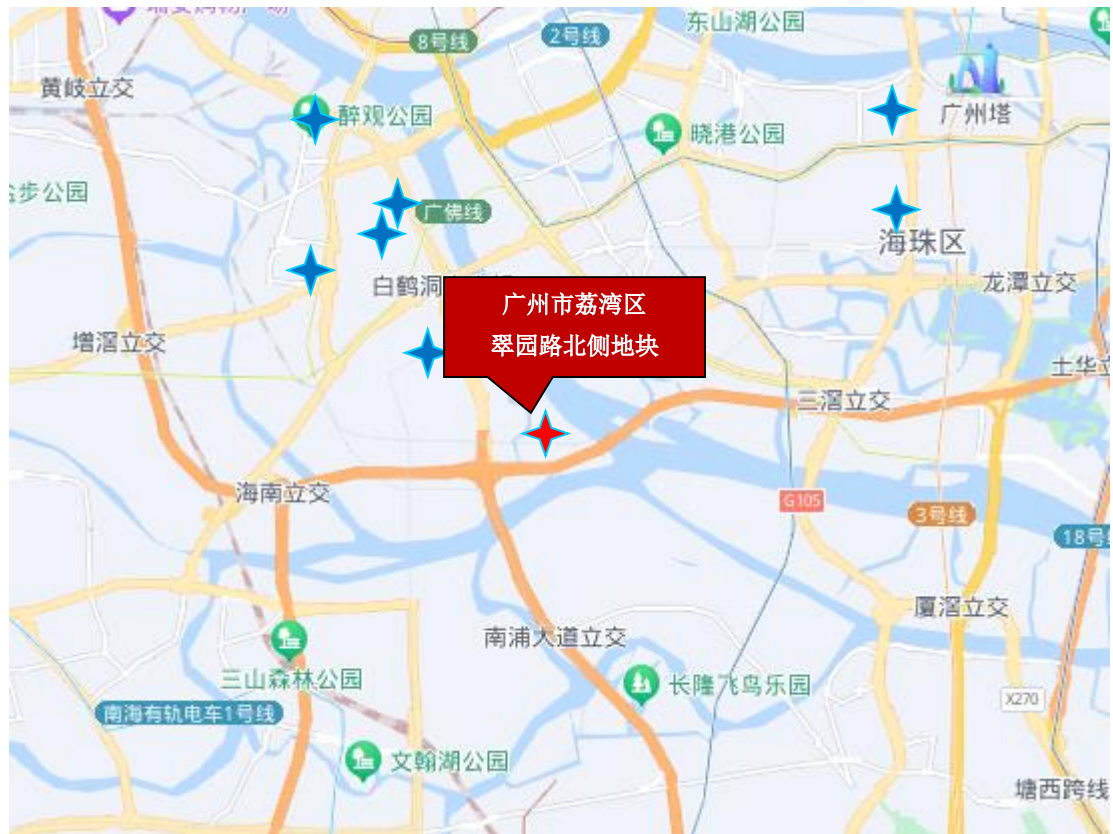 东山湖公园
8号线
2号线
黄岐立交
广州塔
醉观公园
晓港公园
步公园
广佛线
海珠区
白鹤洞
龙潭立交
广州市荔湾区
翠园路北侧地块
增滘立交
土华立
三滘立交
海南立交
G105
3号线
18号
厦滘立交
南浦大道立交
三山森林公园
长隆飞鸟乐园
X270
南海有轨电车1号线
文翰湖公园
塘西跨线